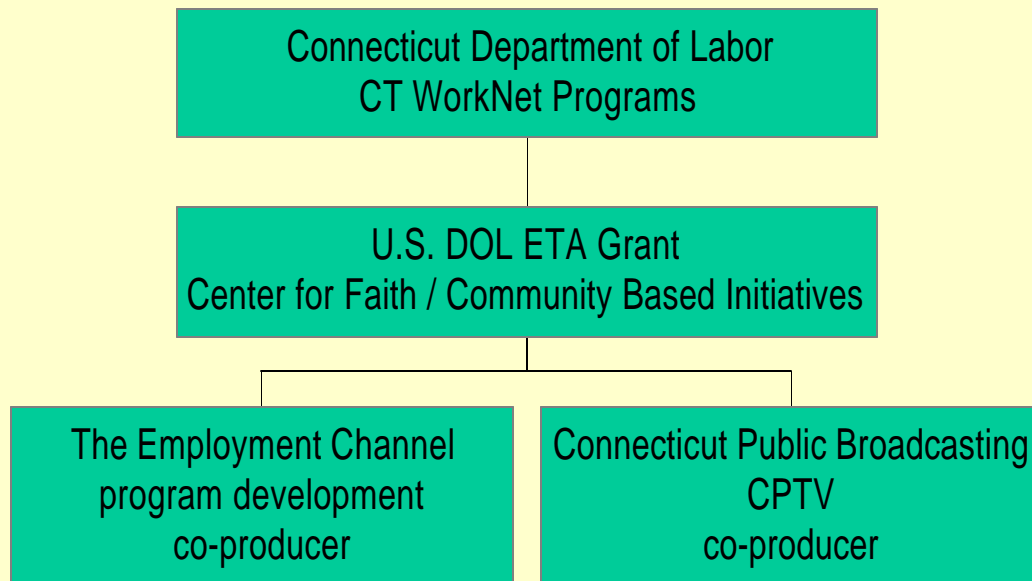 Connecticut Department of Labor
CT WorkNet Programs
U.S. DOL ETA Grant
Center for Faith / Community Based Initiatives
The Employment Channel
program development
co-producer
Connecticut Public Broadcasting
CPTV
co-producer